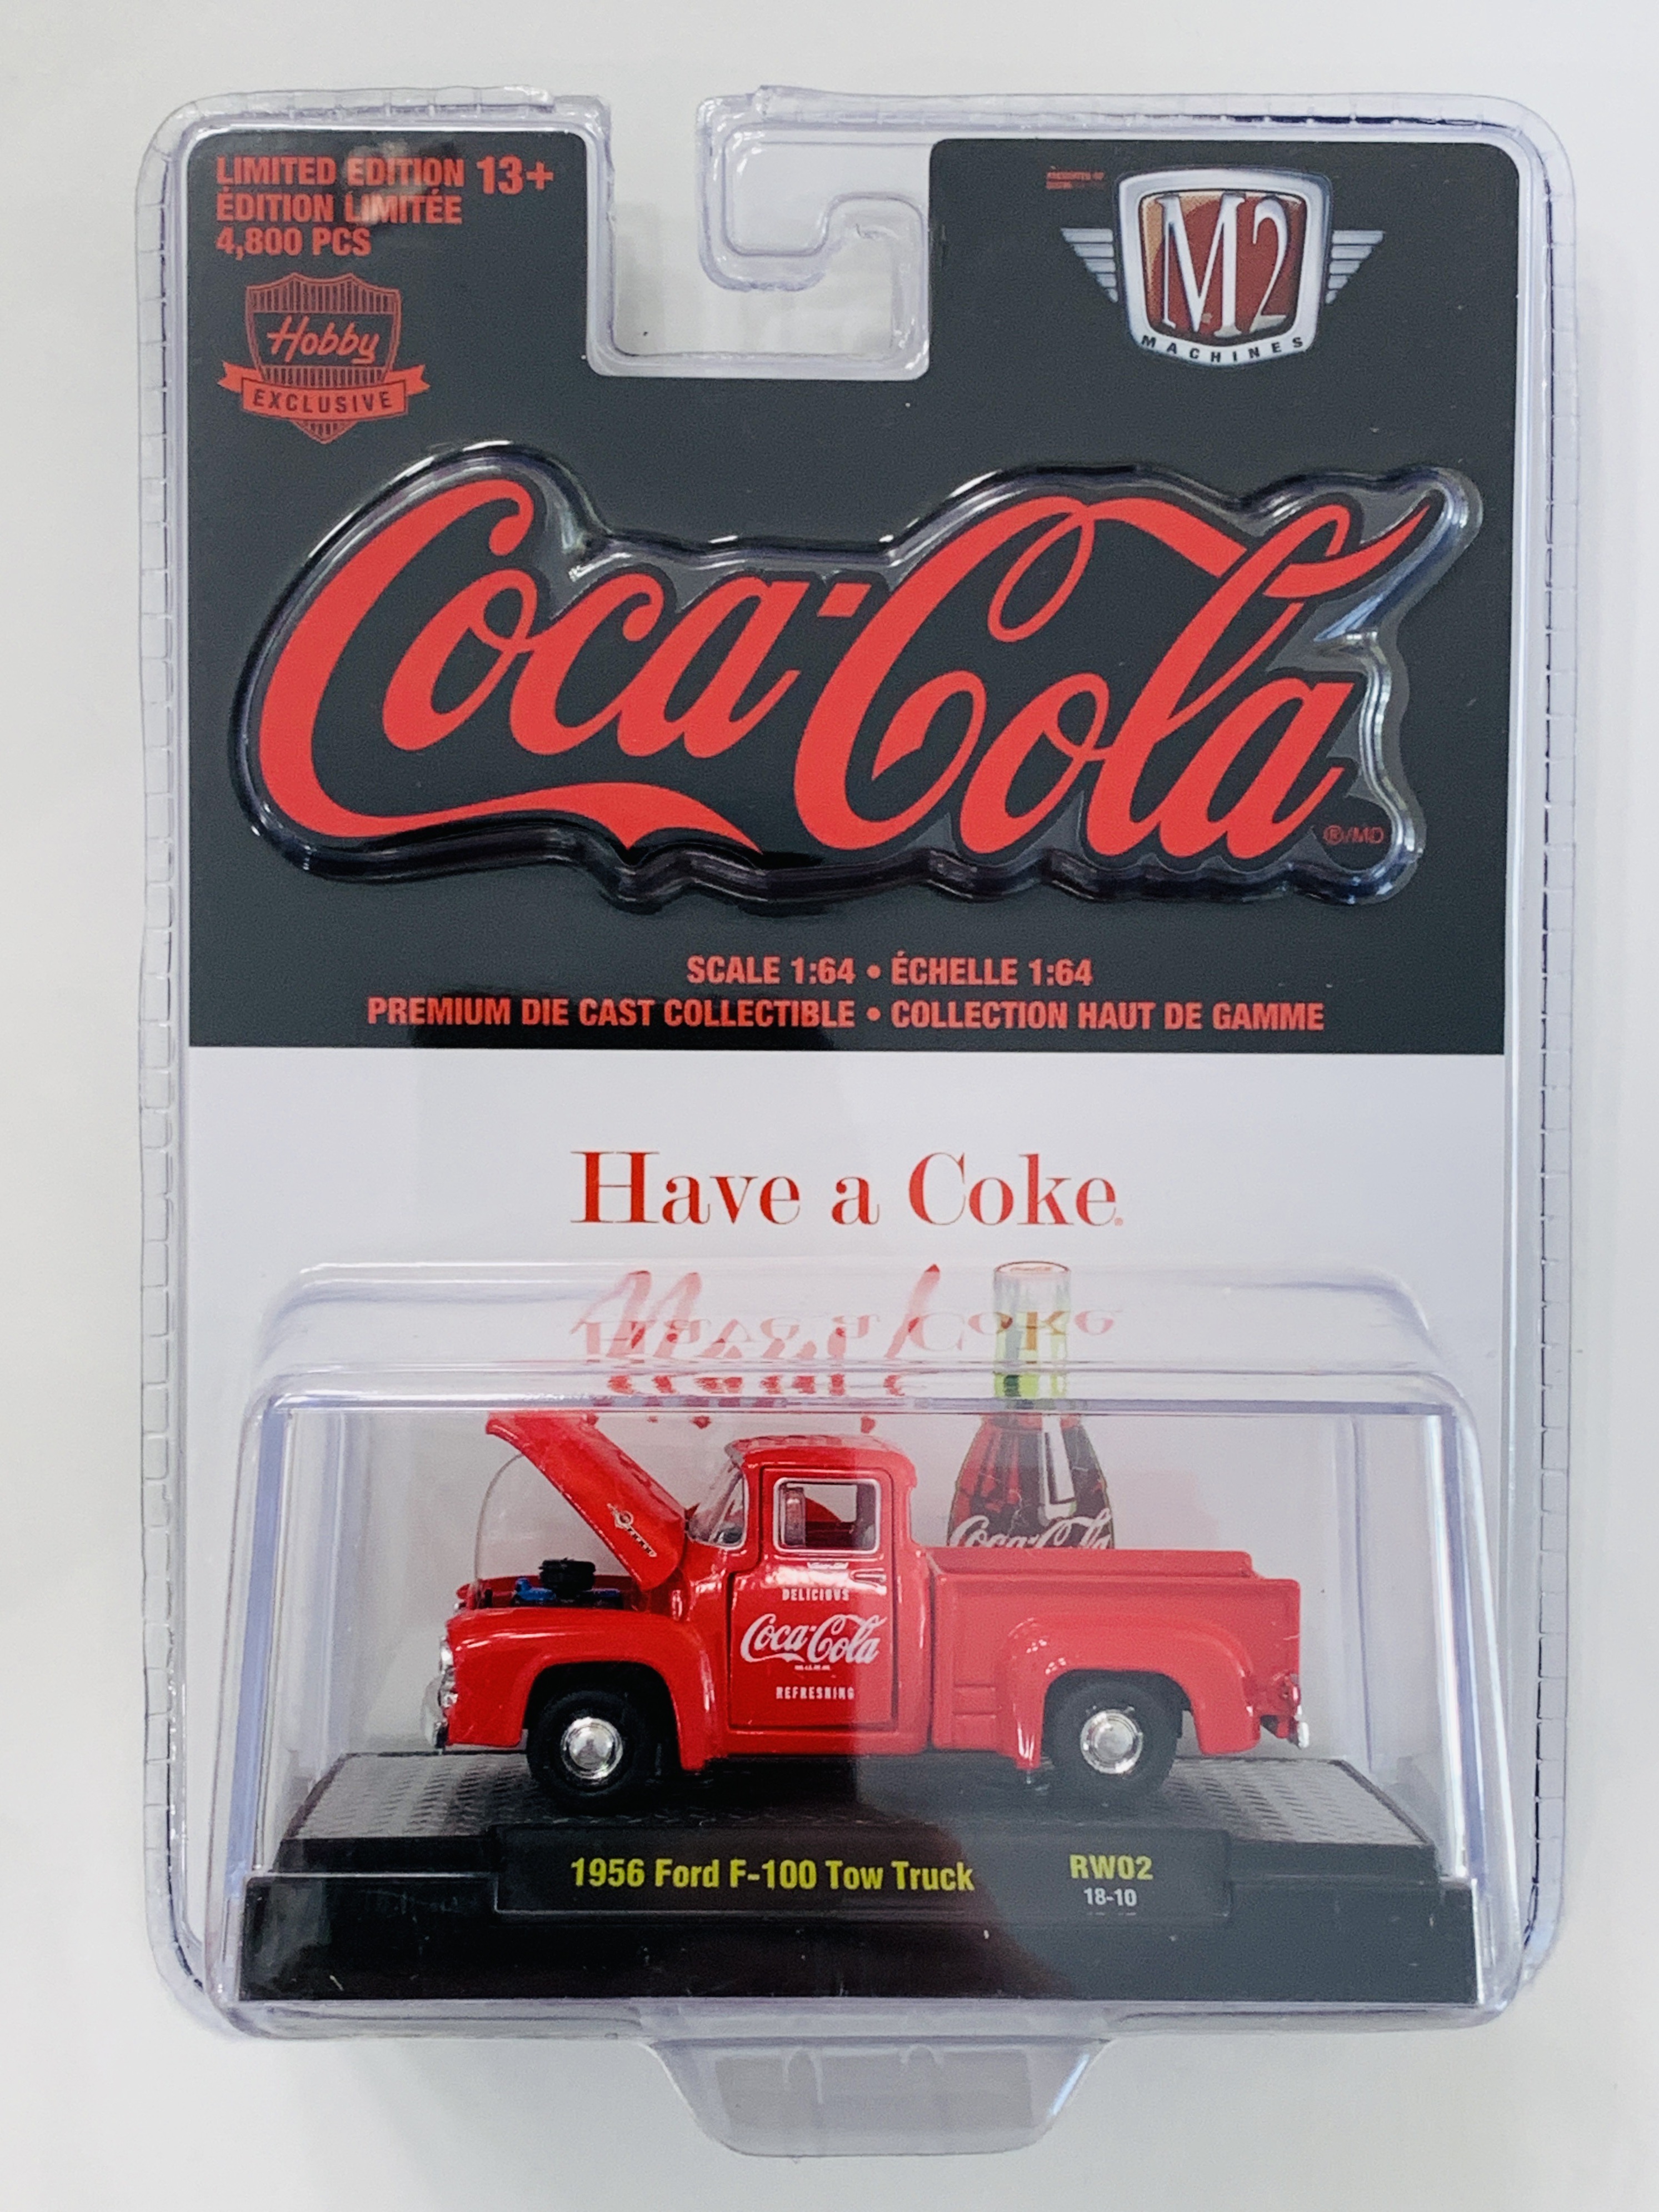 LIMITED EDITION 13+
ÉDITION LIMITÉE
4,800 PCS
Hobby
EXCLUSIVE
M2
MACHINES
Coca-Cola
®/MD
SCALE 1:64 • ÉCHELLE 1:64
PREMIUM DIE CAST COLLECTIBLE • COLLECTION HAUT DE GAMME
Have a Coke®
Coca-Cola
DELICIOUS
Coca-Cola
REFRESHING
1956 Ford F-100 Tow Truck
RW02
18-10